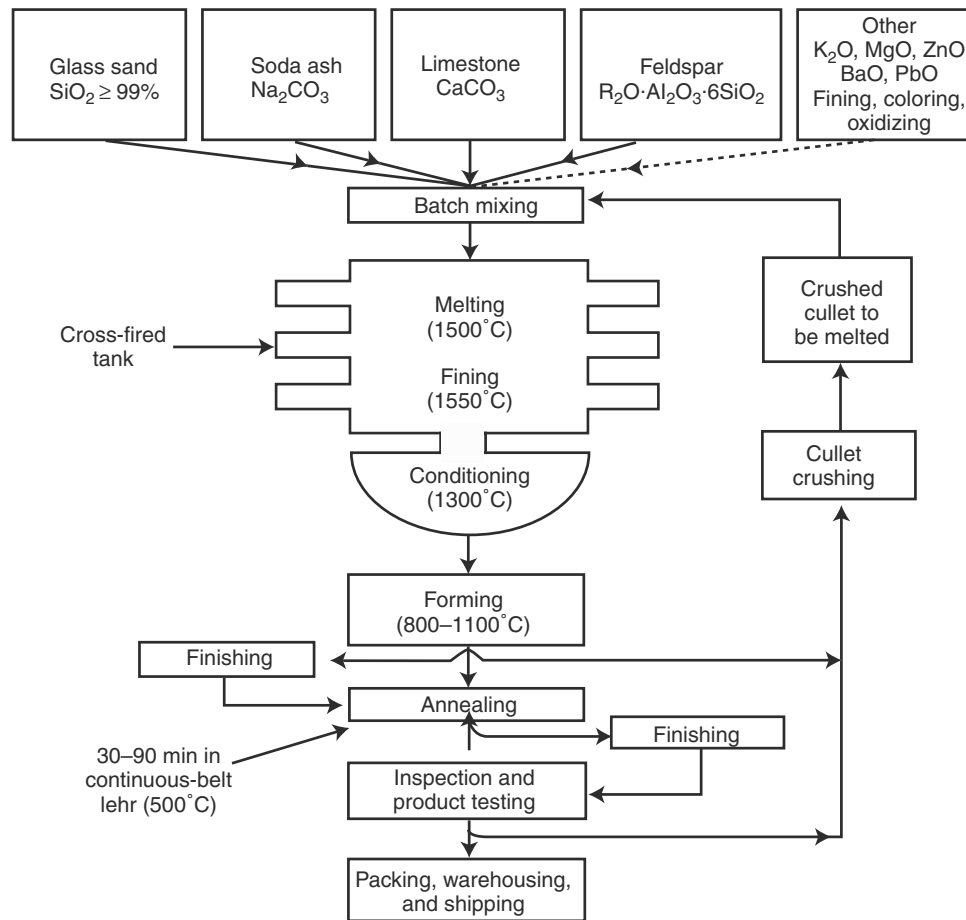 Glass sand
SiO₂ ≥ 99%
Soda ash
Na₂CO₃
Limestone
CaCO₃
Feldspar
R₂O·Al₂O₃·6SiO₂
Other
K₂O, MgO, ZnO
BaO, PbO
Fining, coloring,
oxidizing
Batch mixing
Melting
(1500˚C)
Cross-fired
tank
Fining
(1550˚C)
Crushed
cullet to
be melted
Conditioning
(1300˚C)
Cullet
crushing
Forming
(800–1100˚C)
Finishing
Annealing
Finishing
30–90 min in
continuous-belt
lehr (500˚C)
Inspection and
product testing
Packing, warehousing,
and shipping